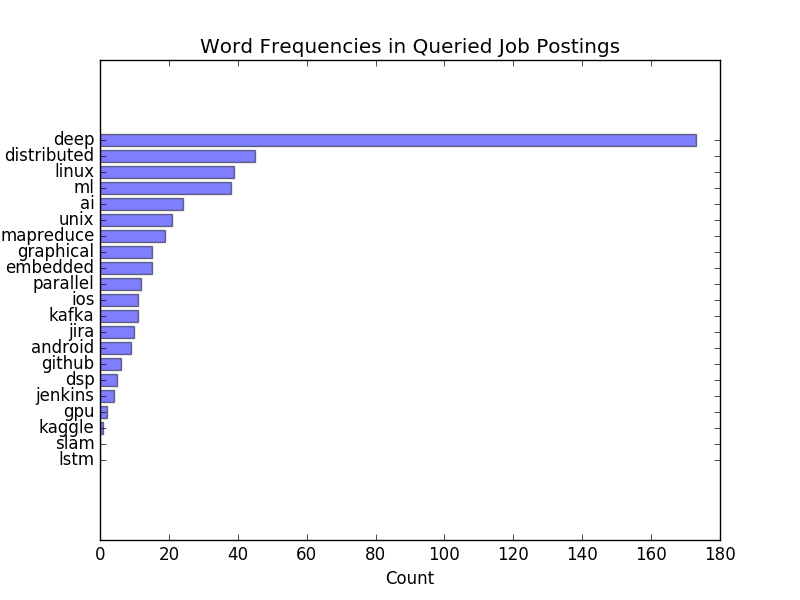 Word Frequencies in Queried Job Postings
deep
distributed
linux
ml
ai
unix
mapreduce
graphical
embedded
parallel
ios
kafka
jira
android
github
dsp
jenkins
gpu
kaggle
slam
lstm
0 20 40 60 80 100 120 140 160 180
Count